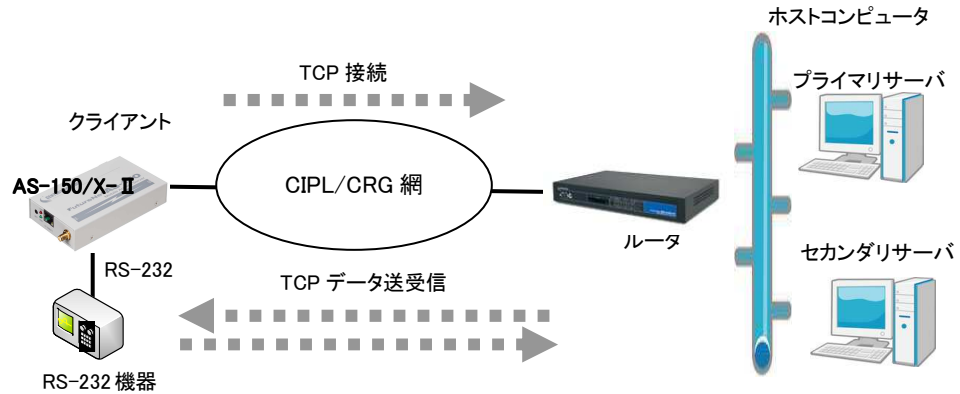 ホストコンピュータ
TCP 接続
プライマリサーバ
クライアント
AS-150/X-Ⅱ
CIPL/CRG 網
ルータ
セカンダリサーバ
RS-232
TCP データ送受信
RS-232 機器